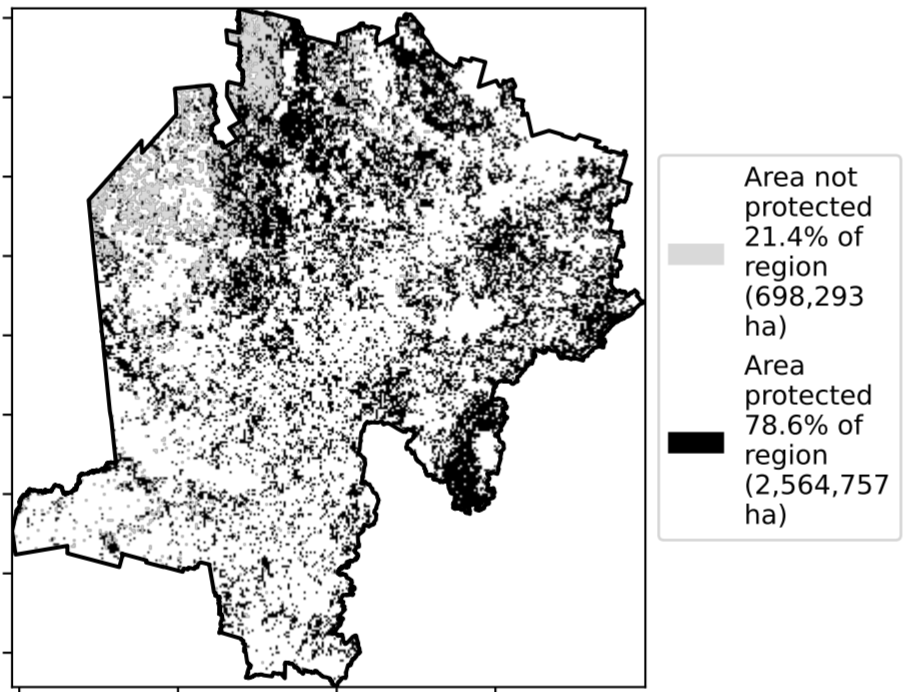 Area not
protected
21.4% of
region
(698,293
ha)
Area
protected
78.6% of
region
(2,564,757
ha)